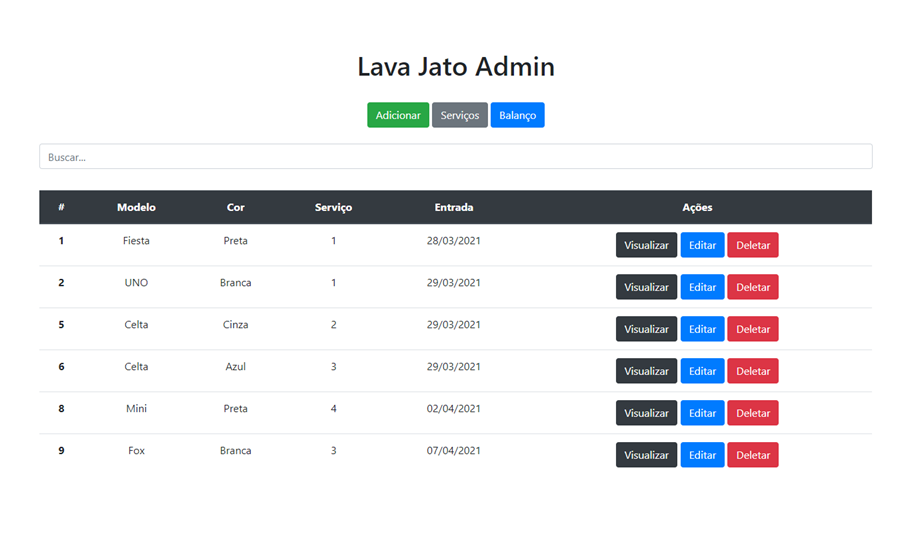 Lava Jato Admin
Adicionar Serviços Balanço
Buscar...
# Modelo Cor Serviço Entrada Ações
1 Fiesta Preta 1 28/03/2021 Visualizar Editar Deletar
2 UNO Branca 1 29/03/2021 Visualizar Editar Deletar
5 Celta Cinza 2 29/03/2021 Visualizar Editar Deletar
6 Celta Azul 3 29/03/2021 Visualizar Editar Deletar
8 Mini Preta 4 02/04/2021 Visualizar Editar Deletar
9 Fox Branca 3 07/04/2021 Visualizar Editar Deletar